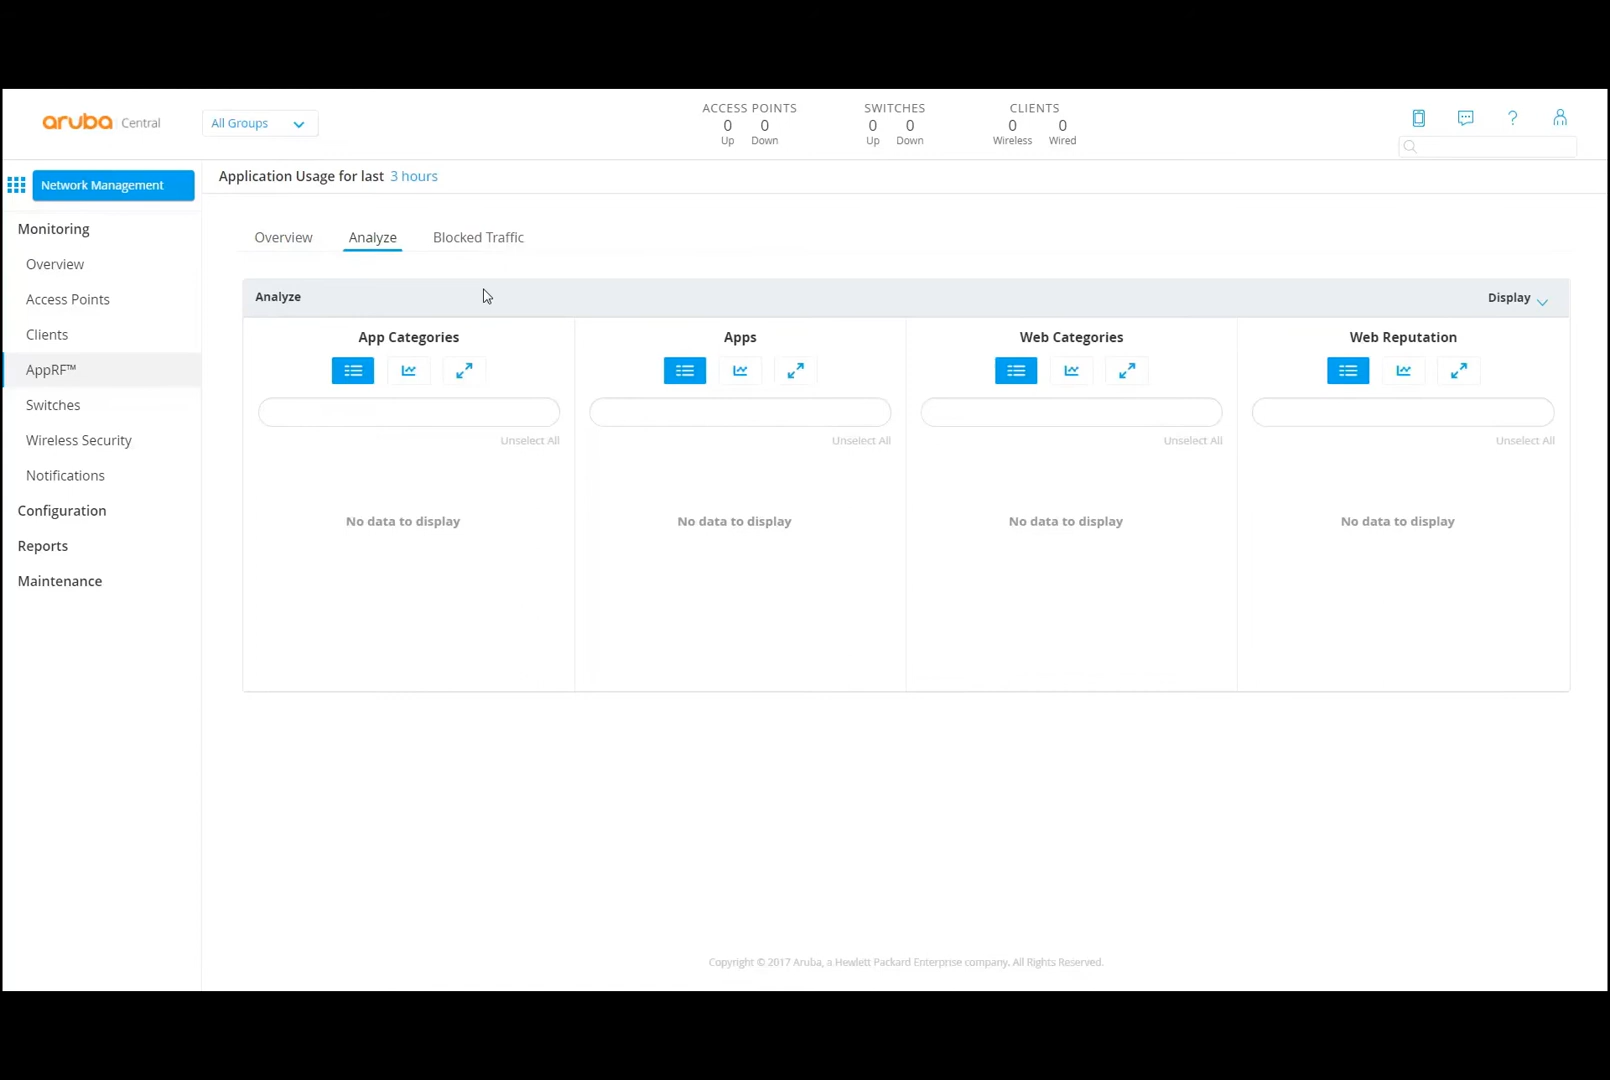 aruba Central
All Groups
ACCESS POINTS
0 0
Up Down
SWITCHES
0 0
Up Down
CLIENTS
0 0
Wireless Wired
Network Management
Application Usage for last 3 hours
Monitoring
Overview
Access Points
Clients
AppRF™
Switches
Wireless Security
Notifications
Configuration
Reports
Maintenance
Overview Analyze Blocked Traffic
Analyze Display
App Categories Apps Web Categories Web Reputation
Unselect All Unselect All Unselect All Unselect All
No data to display No data to display No data to display No data to display
Copyright © 2017 Aruba, a Hewlett Packard Enterprise company. All Rights Reserved.